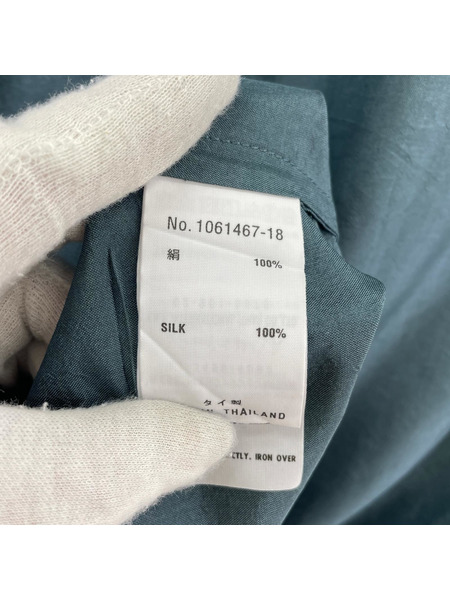 No. 1061467-18
絹 100%
SILK 100%
タイ製
THAILAND
IRON OVER